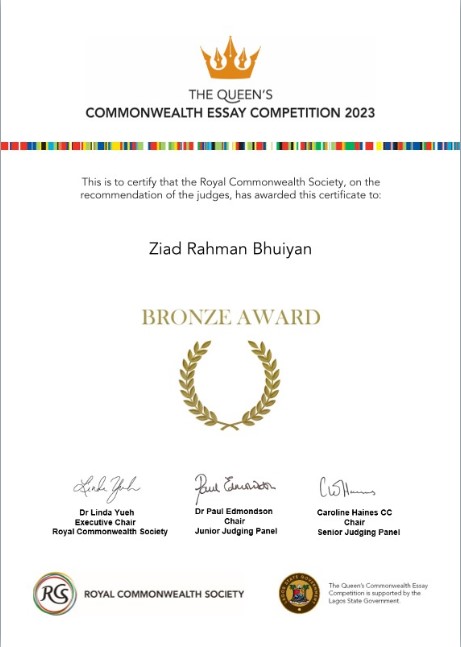 THE QUEEN'S
COMMONWEALTH ESSAY COMPETITION 2023
This is to certify that the Royal Commonwealth Society, on the
recommendation of the judges, has awarded this certificate to:
Ziad Rahman Bhuiyan
BRONZE AWARD
Linda Yueh
Paul Edmondson
CW Haines
Dr Linda Yueh
Executive Chair
Royal Commonwealth Society
Dr Paul Edmondson
Chair
Junior Judging Panel
Caroline Haines CC
Chair
Senior Judging Panel
RCS
ROYAL COMMONWEALTH SOCIETY
The Queen's Commonwealth Essay
Competition is supported by the
Lagos State Government.